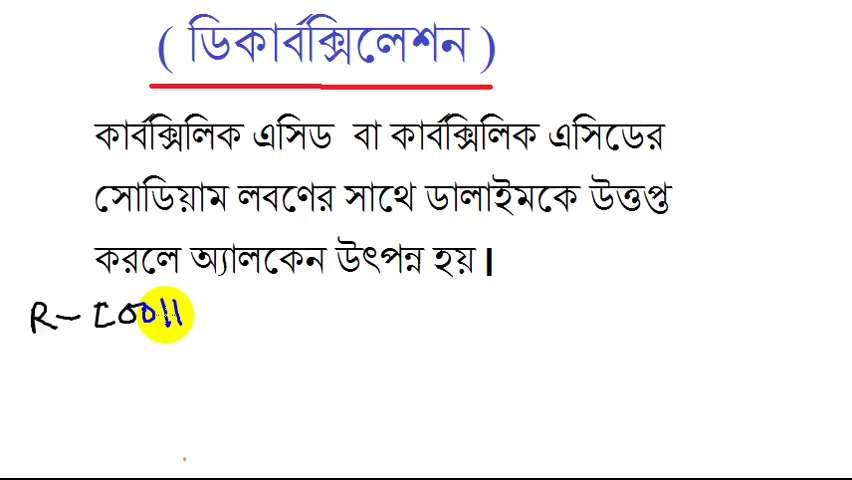 ( ডিকার্বক্সিলেশন )
কার্বক্সিলিক এসিড বা কার্বক্সিলিক এসিডের
সোডিয়াম লবণের সাথে ডালাইমকে উত্তপ্ত
করলে অ্যালকেন উৎপন্ন হয় ।
R-COOH